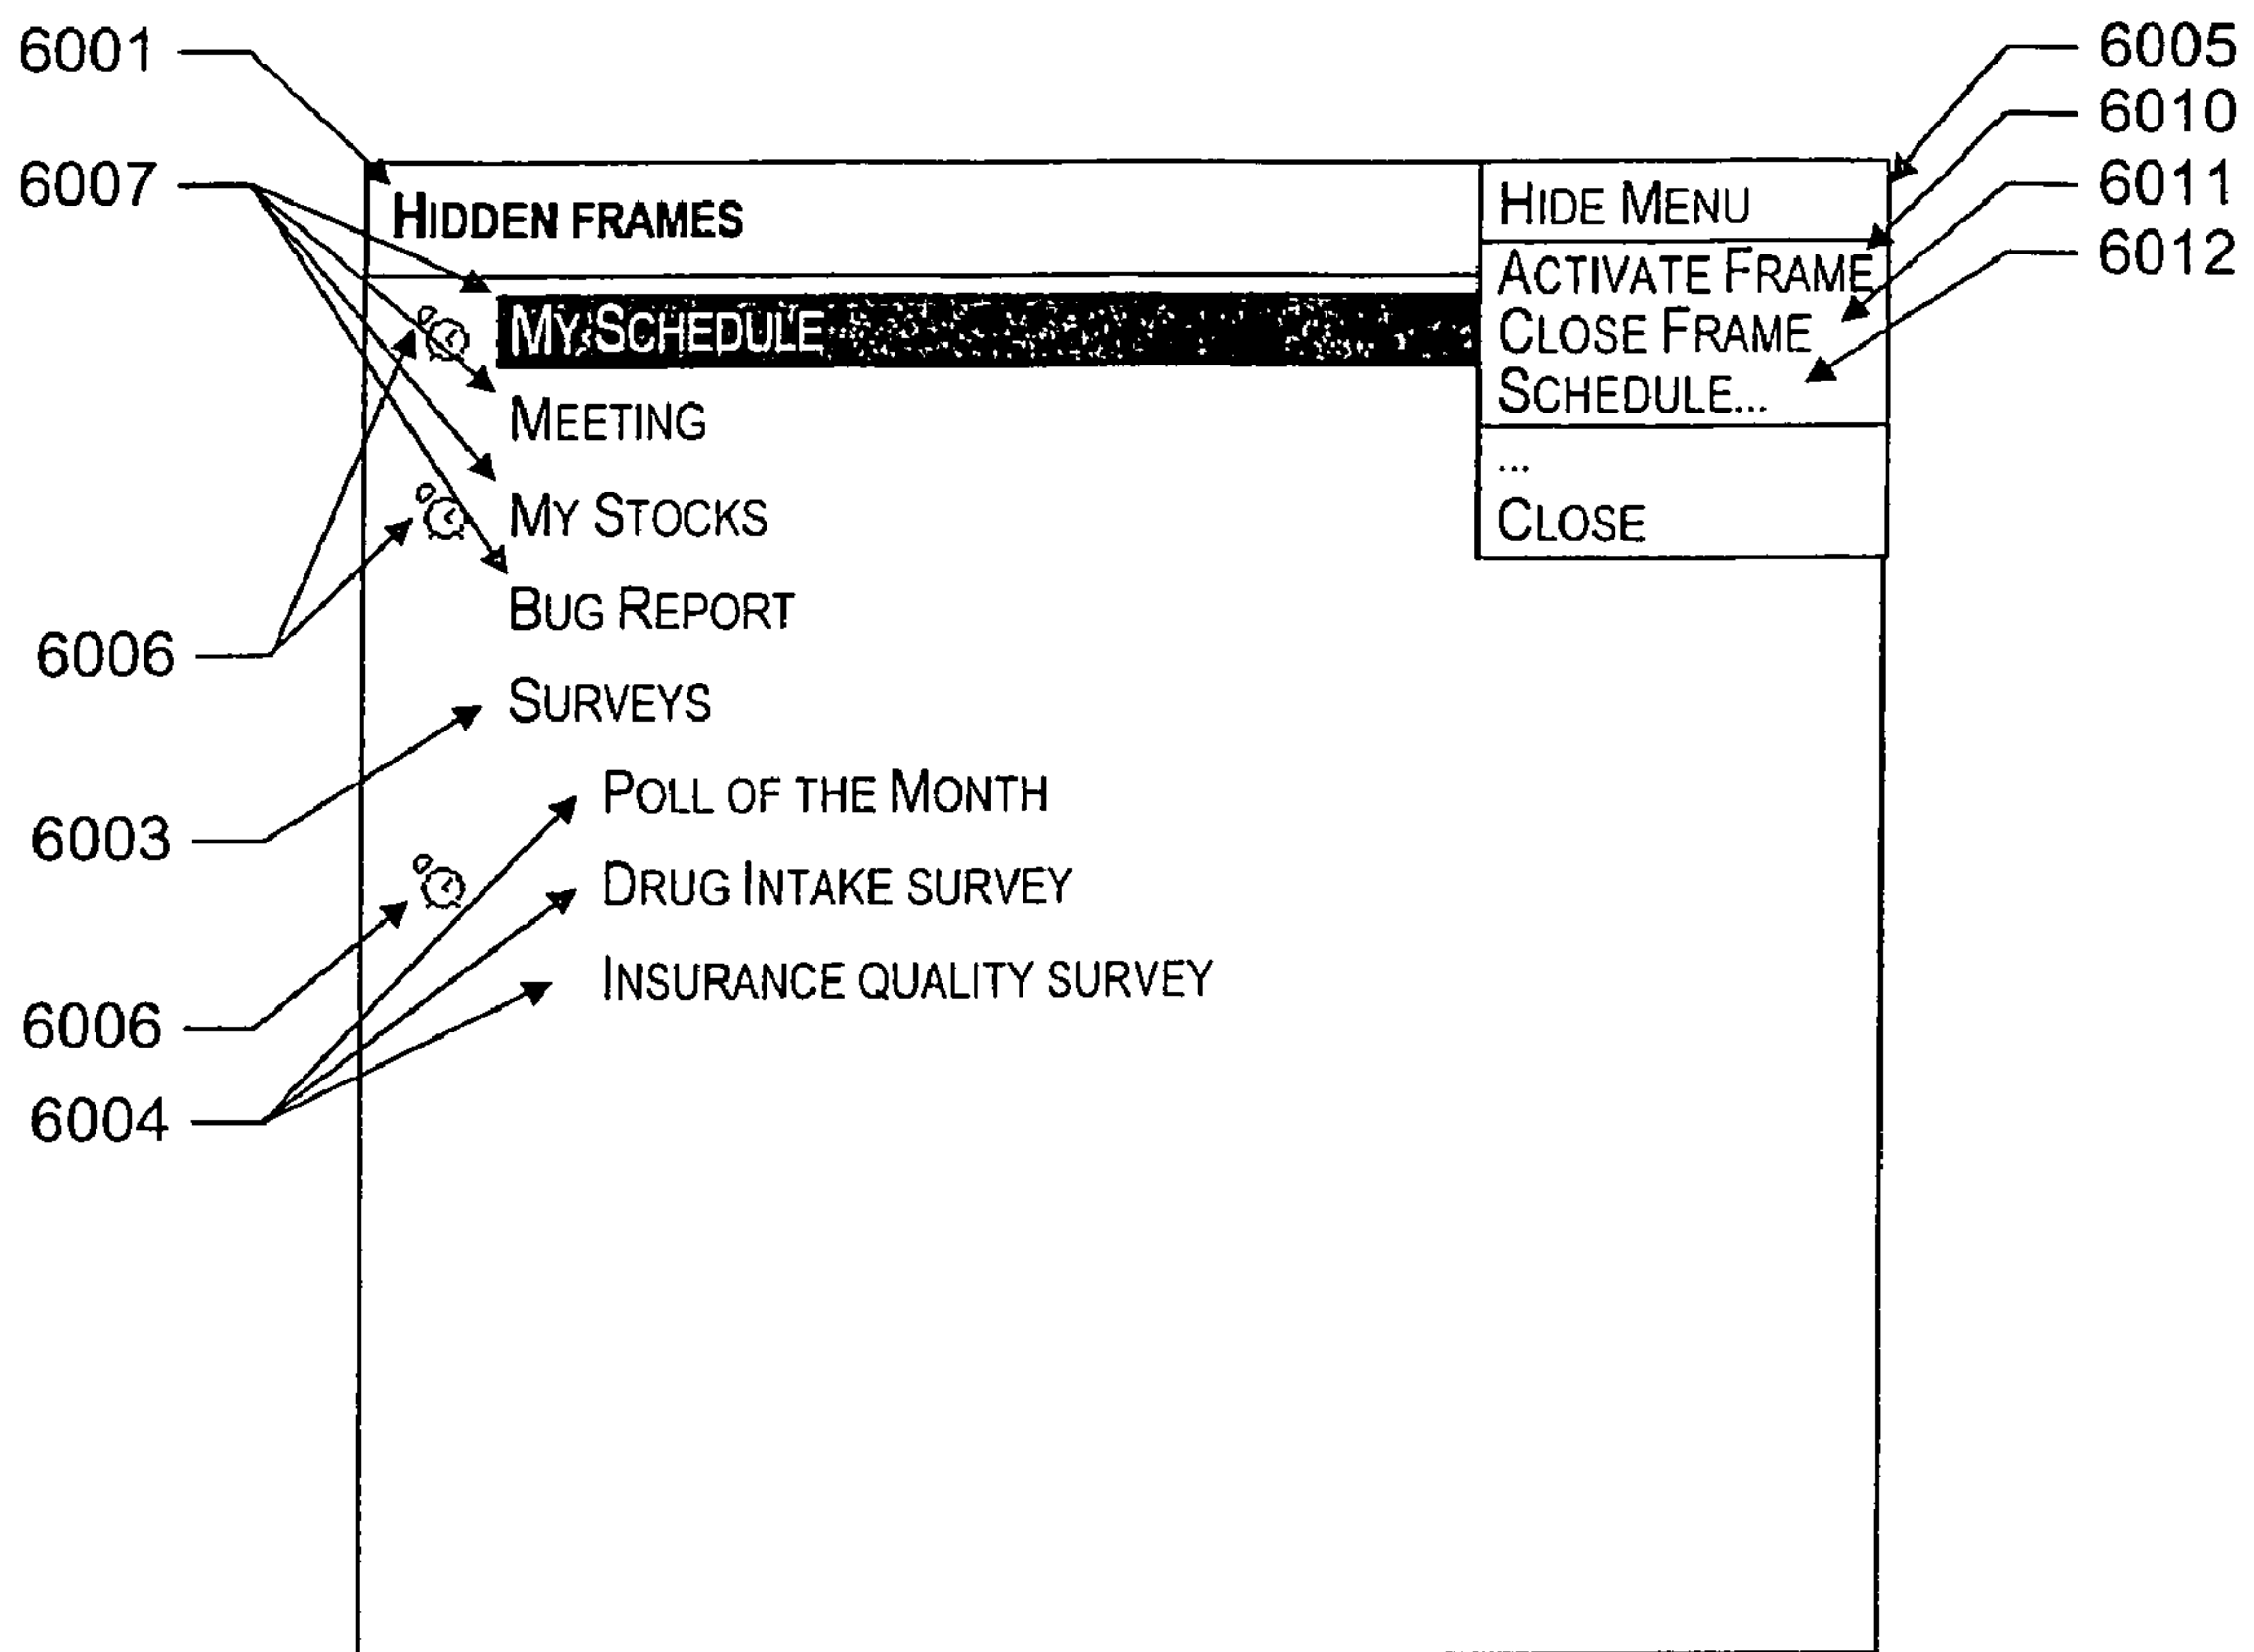 6001
6005
6010
6007
6011
HIDDEN FRAMES
HIDE MENU
6012
ACTIVATE FRAME
MY SCHEDULE
CLOSE FRAME
SCHEDULE...
MEETING
...
MY STOCKS
CLOSE
BUG REPORT
6006
SURVEYS
POLL OF THE MONTH
6003
DRUG INTAKE SURVEY
INSURANCE QUALITY SURVEY
6006
6004